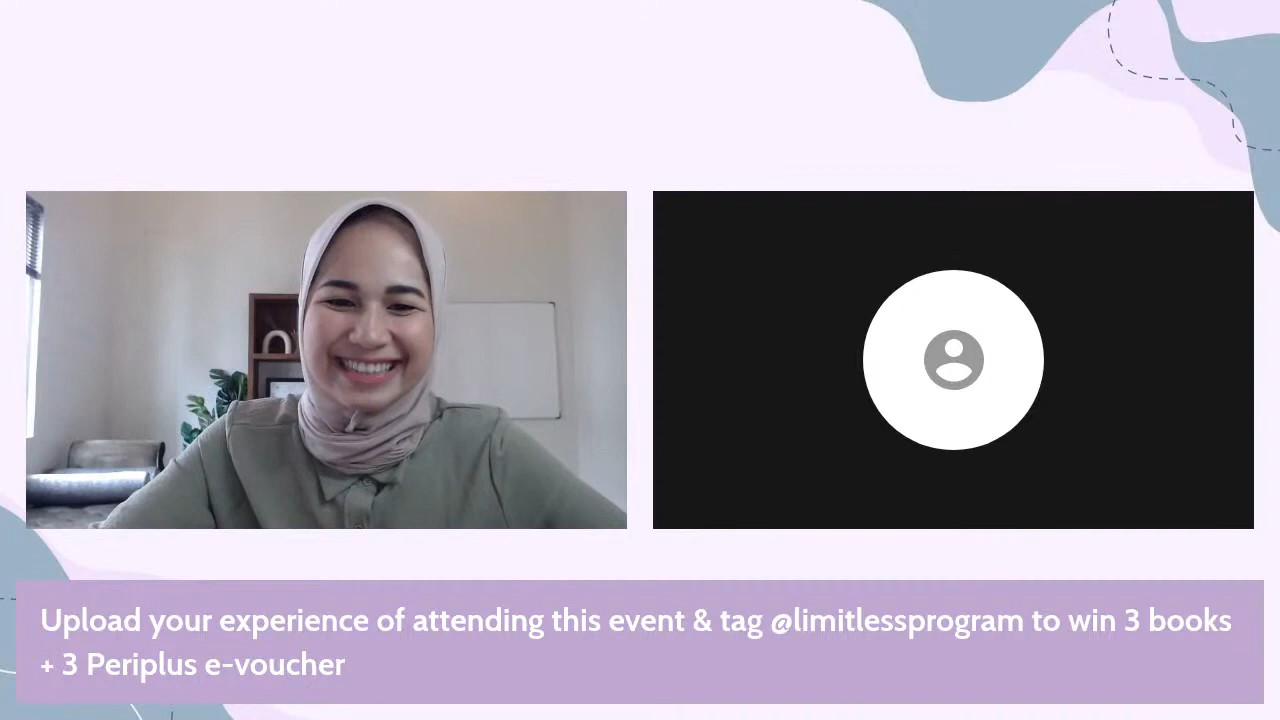 Upload your experience of attending this event & tag @limitlessprogram to win 3 books
+ 3 Periplus e-voucher